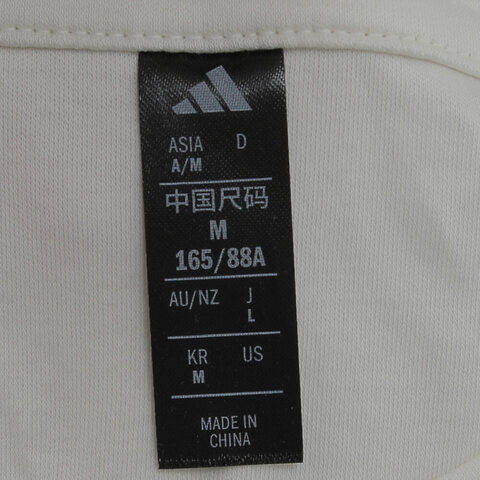 ASIA D
A/M
中国尺码
M
165/88A
AU/NZ J
L
KR US
M
MADE IN
CHINA